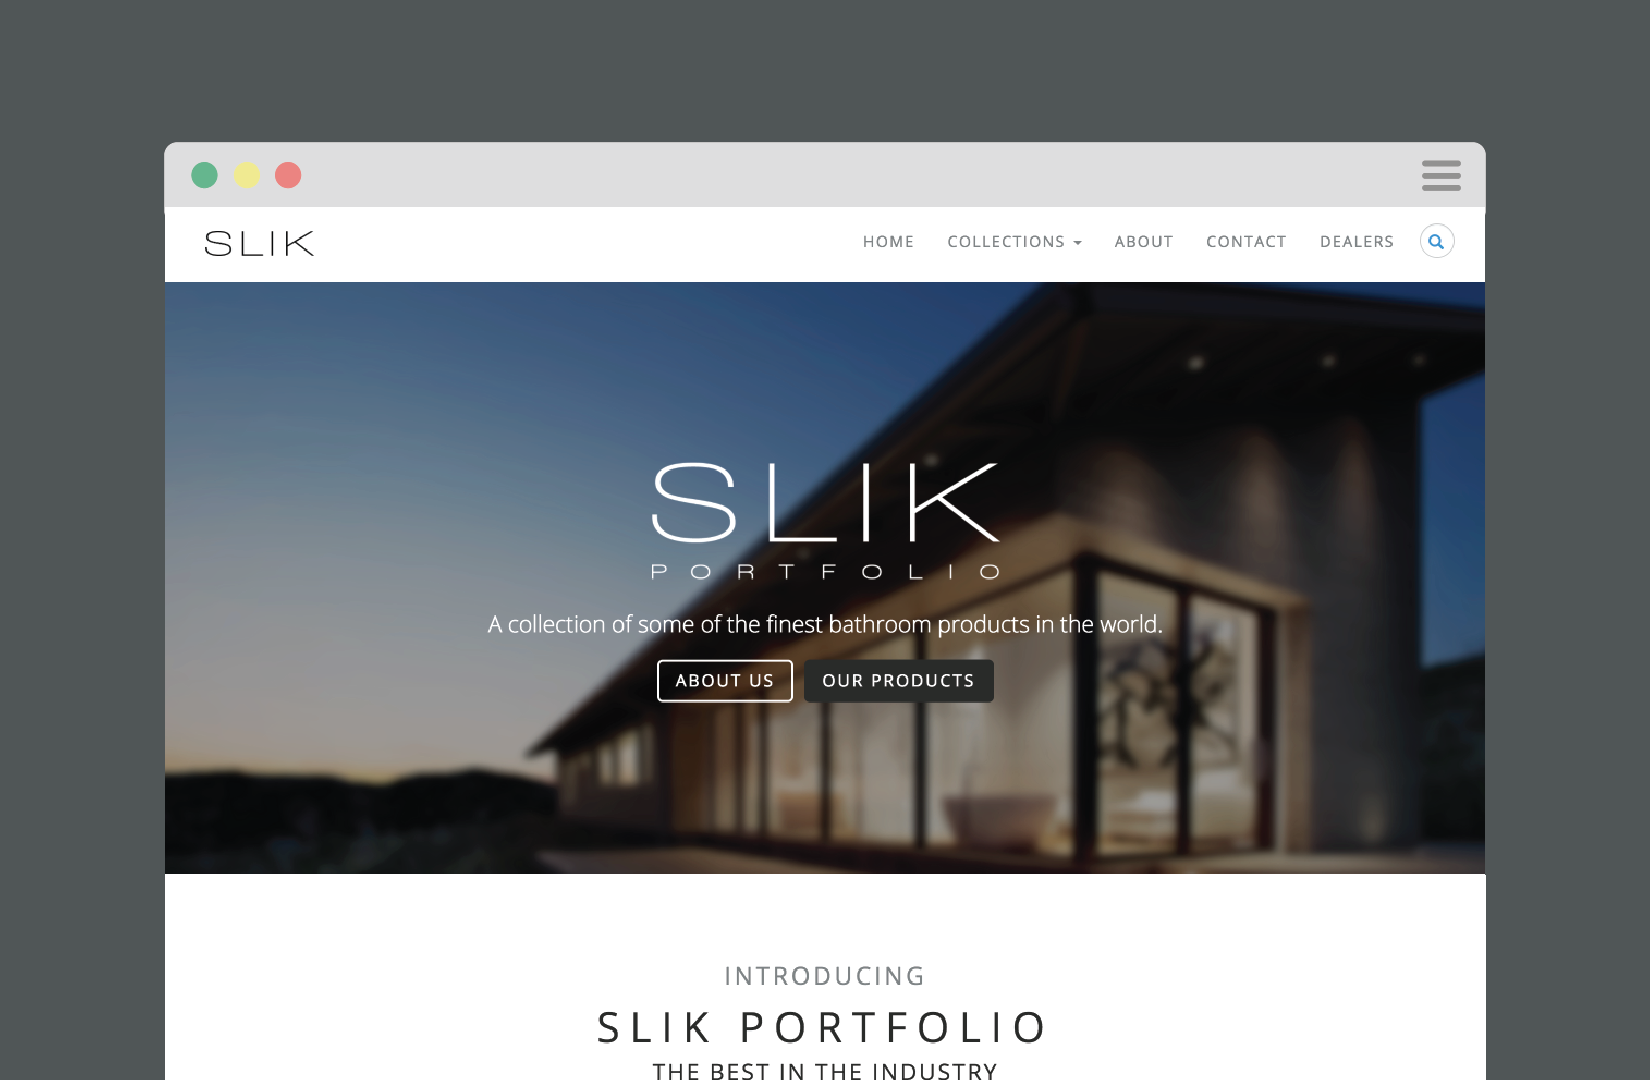 SLIK
HOME COLLECTIONS ABOUT CONTACT DEALERS
SLIK
PORTFOLIO
A collection of some of the finest bathroom products in the world.
ABOUT US OUR PRODUCTS
INTRODUCING
SLIK PORTFOLIO
THE BEST IN THE INDUSTRY